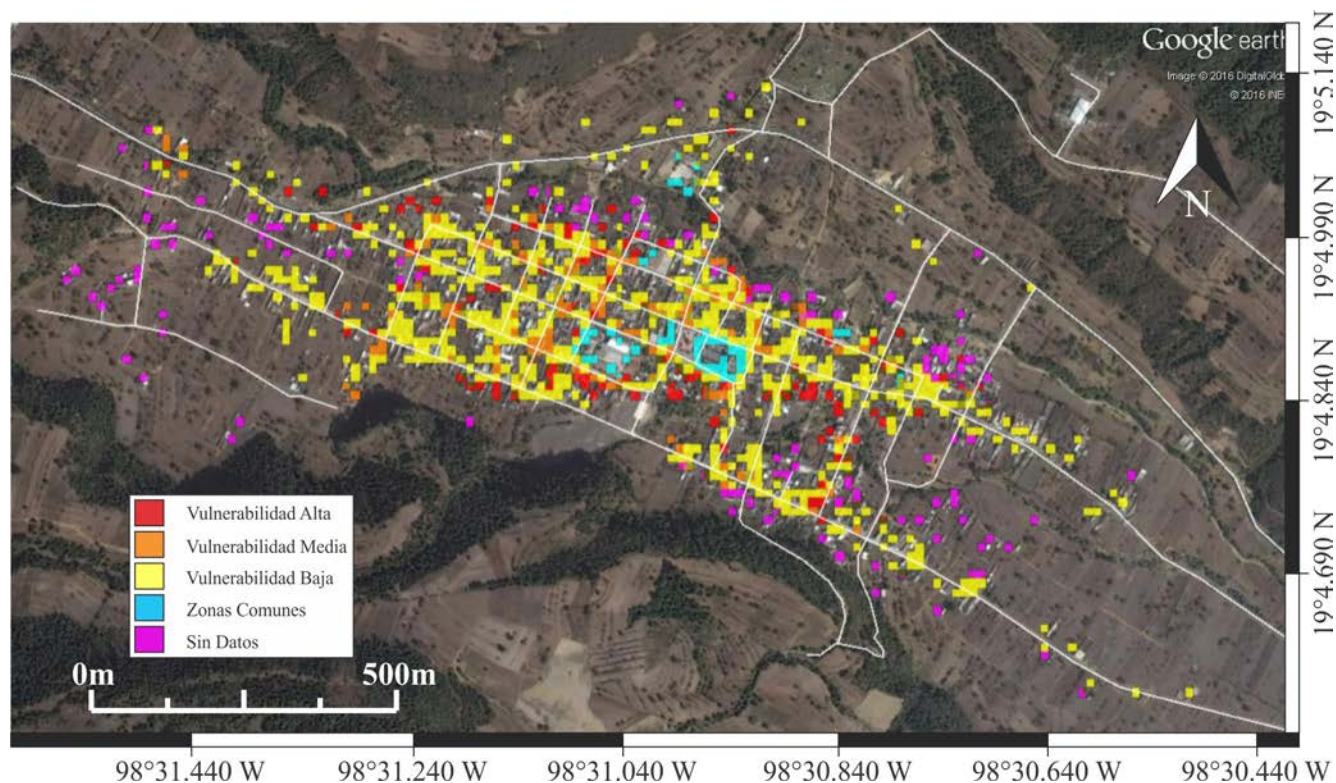 Google earth
Image © 2016 DigitalGlob
© 2016 INE
N
Vulnerabilidad Alta
Vulnerabilidad Media
Vulnerabilidad Baja
Zonas Comunes
Sin Datos
0m 500m
19°5.140 N
19°4.990 N
19°4.840 N
19°4.690 N
98°31.440 W 98°31.240 W 98°31.040 W 98°30.840 W 98°30.640 W 98°30.440 W